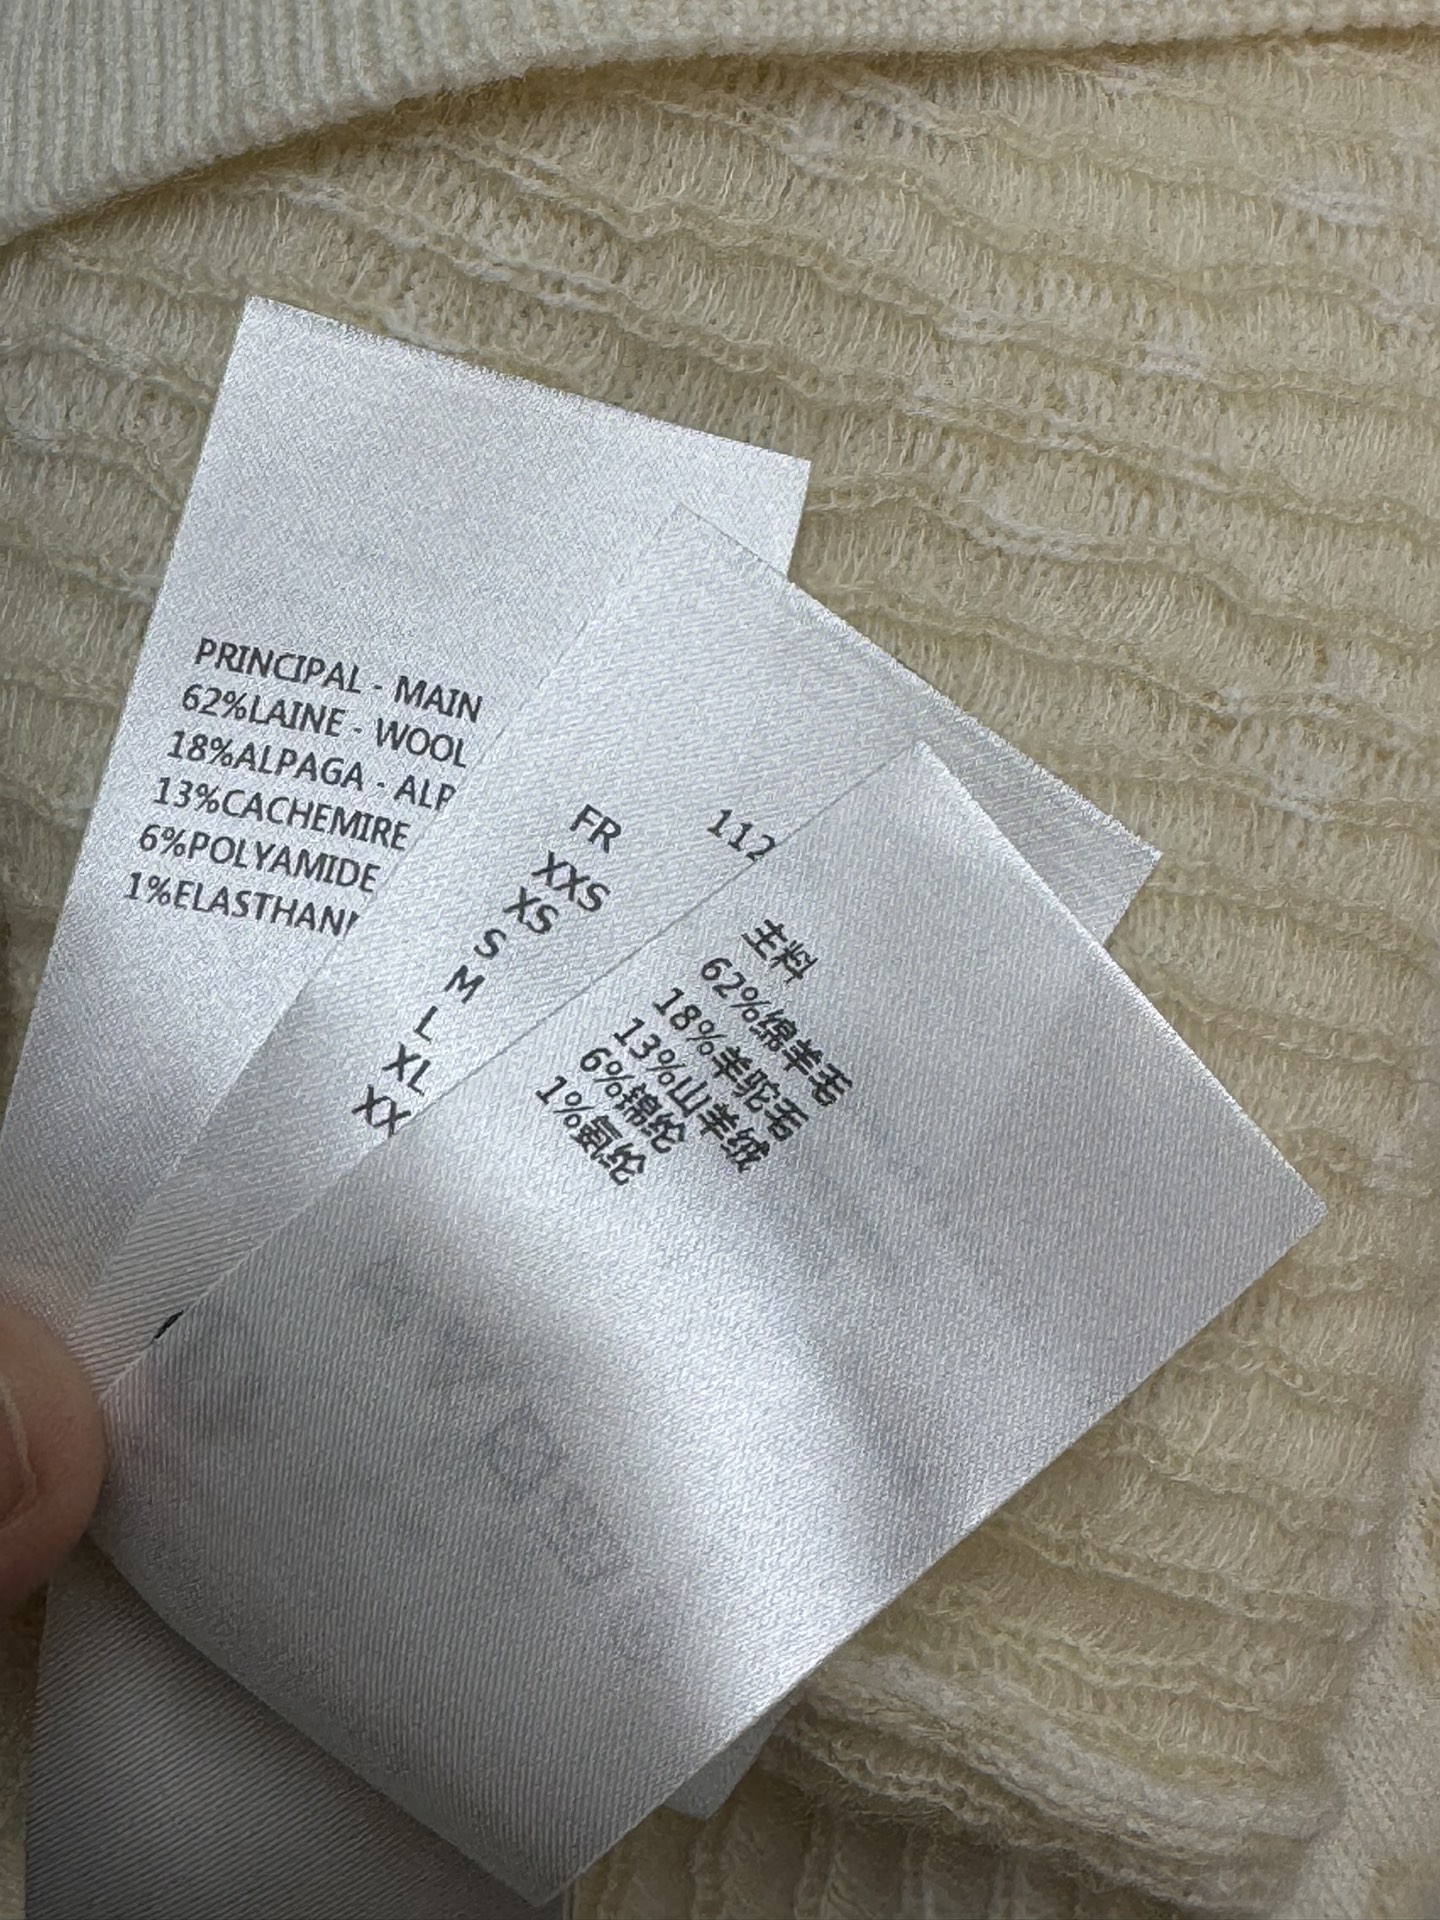 PRINCIPAL - MAIN
62%LAINE - WOOL
18%ALPAGA - ALP
13%CACHEMIRE
6%POLYAMIDE
1%ELASTHAN
FR 112
XXS
XS
S
M
L
XL
XX
主料
62%绵羊毛
18%羊驼毛
13%山羊绒
6%锦纶
1%氨纶